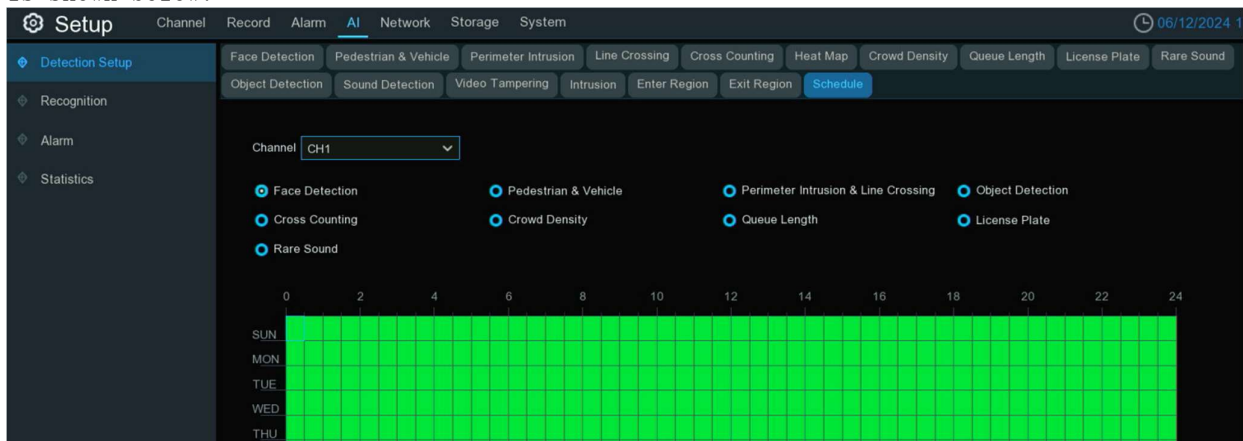 Setup Channel Record Alarm AI Network Storage System 06/12/2024 1
Detection Setup
Recognition
Alarm
Statistics
Face Detection Pedestrian & Vehicle Perimeter Intrusion Line Crossing Cross Counting Heat Map Crowd Density Queue Length License Plate Rare Sound
Object Detection Sound Detection Video Tampering Intrusion Enter Region Exit Region Schedule
Channel CH1
Face Detection Pedestrian & Vehicle Perimeter Intrusion & Line Crossing Object Detection
Cross Counting Crowd Density Queue Length License Plate
Rare Sound
0 2 4 6 8 10 12 14 16 18 20 22 24
SUN
MON
TUE
WED
THU